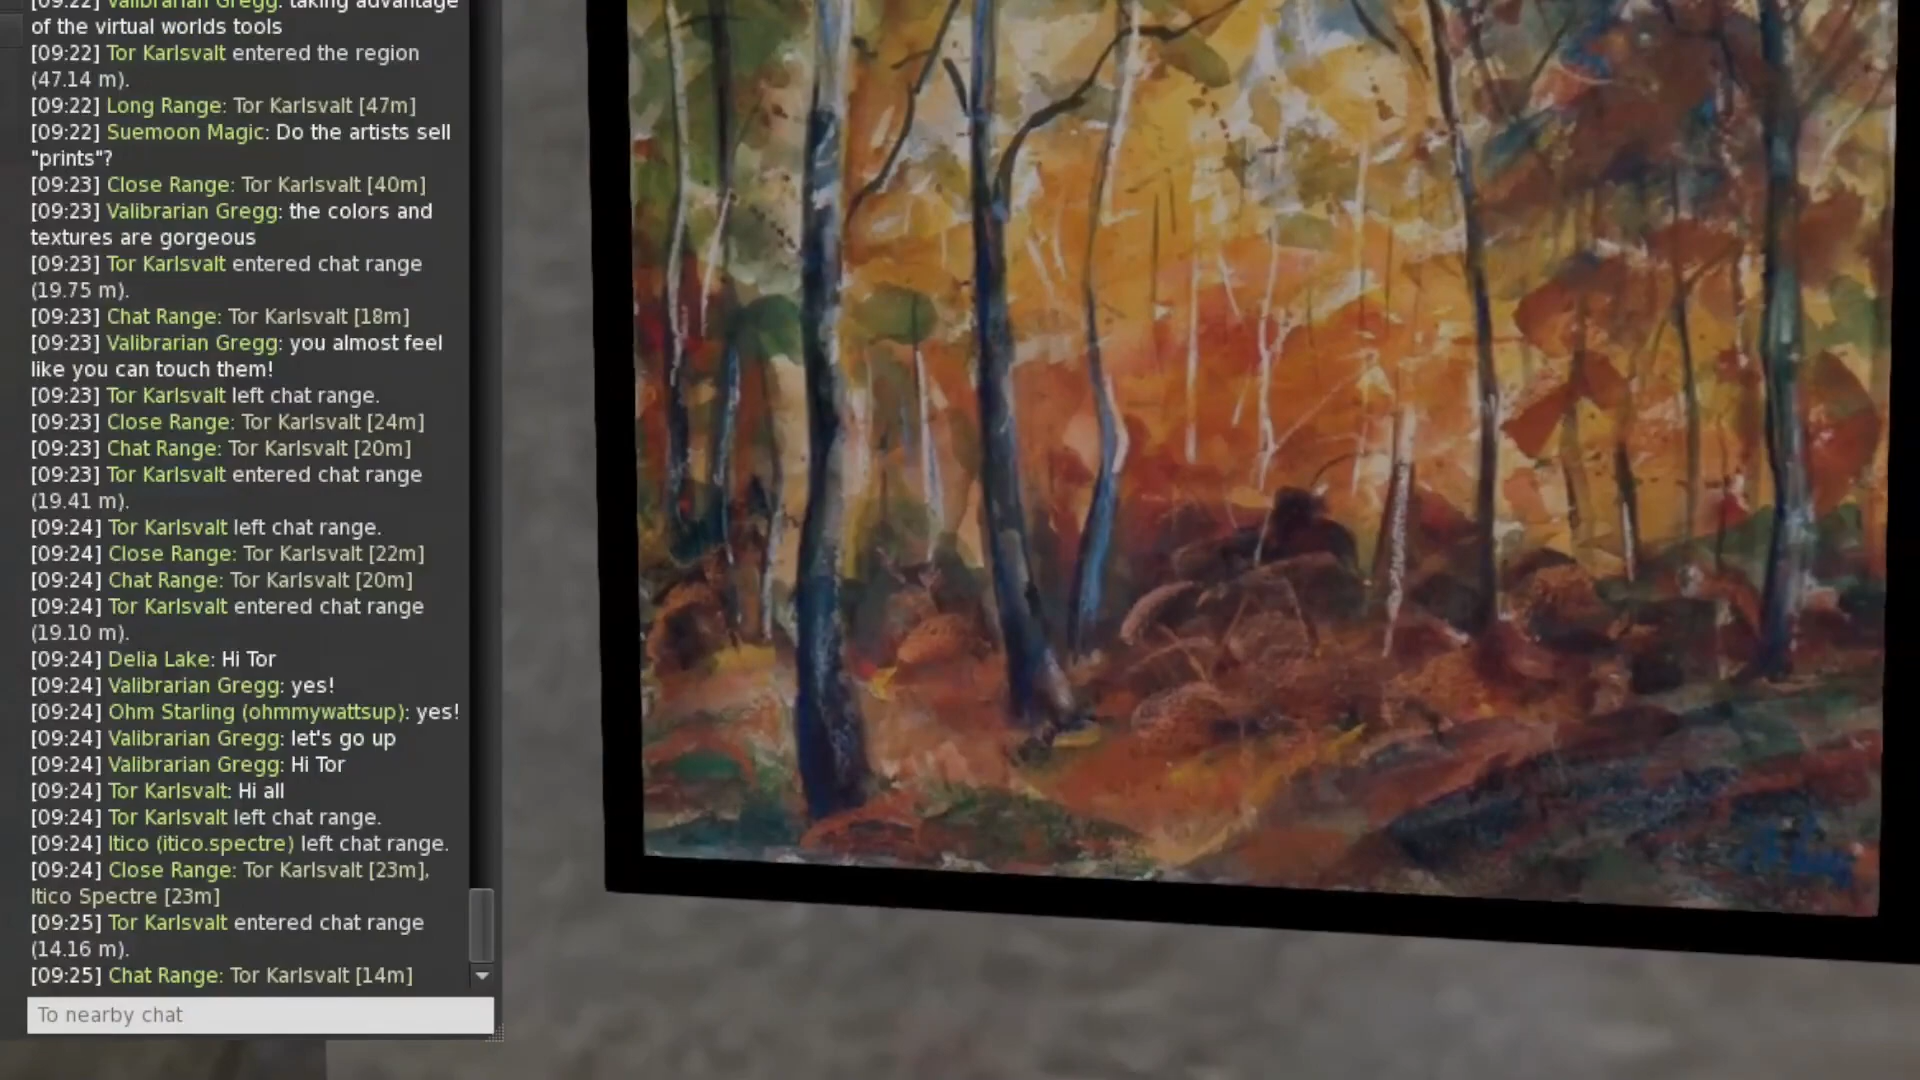 [09:22] Valibrarian Gregg: taking advantage
of the virtual worlds tools
[09:22] Tor Karlsvalt entered the region
(47.14 m).
[09:22] Long Range: Tor Karlsvalt [47m]
[09:22] Suemoon Magic: Do the artists sell
"prints"?
[09:23] Close Range: Tor Karlsvalt [40m]
[09:23] Valibrarian Gregg: the colors and
textures are gorgeous
[09:23] Tor Karlsvalt entered chat range
(19.75 m).
[09:23] Chat Range: Tor Karlsvalt [18m]
[09:23] Valibrarian Gregg: you almost feel
like you can touch them!
[09:23] Tor Karlsvalt left chat range.
[09:23] Close Range: Tor Karlsvalt [24m]
[09:23] Chat Range: Tor Karlsvalt [20m]
[09:23] Tor Karlsvalt entered chat range
(19.41 m).
[09:24] Tor Karlsvalt left chat range.
[09:24] Close Range: Tor Karlsvalt [22m]
[09:24] Chat Range: Tor Karlsvalt [20m]
[09:24] Tor Karlsvalt entered chat range
(19.10 m).
[09:24] Delia Lake: Hi Tor
[09:24] Valibrarian Gregg: yes!
[09:24] Ohm Starling (ohmmywattsup): yes!
[09:24] Valibrarian Gregg: let's go up
[09:24] Valibrarian Gregg: Hi Tor
[09:24] Tor Karlsvalt: Hi all
[09:24] Tor Karlsvalt left chat range.
[09:24] Itico (itico.spectre) left chat range.
[09:24] Close Range: Tor Karlsvalt [23m],
Itico Spectre [23m]
[09:25] Tor Karlsvalt entered chat range
(14.16 m).
[09:25] Chat Range: Tor Karlsvalt [14m]
To nearby chat